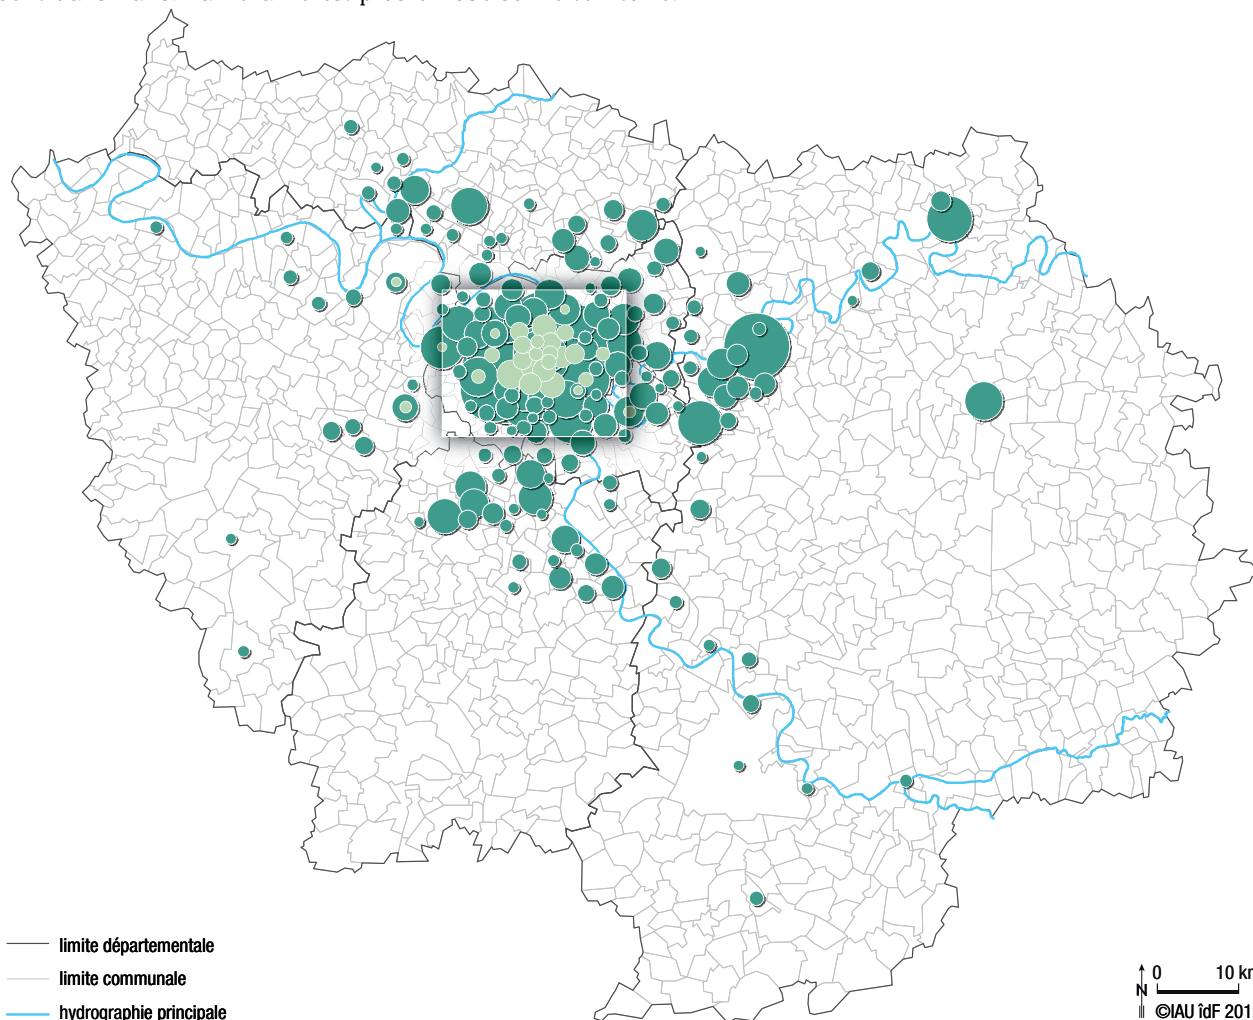 limite départementale
limite communale
hydrographie principale
0 10 km
N
©IAU îdF 201